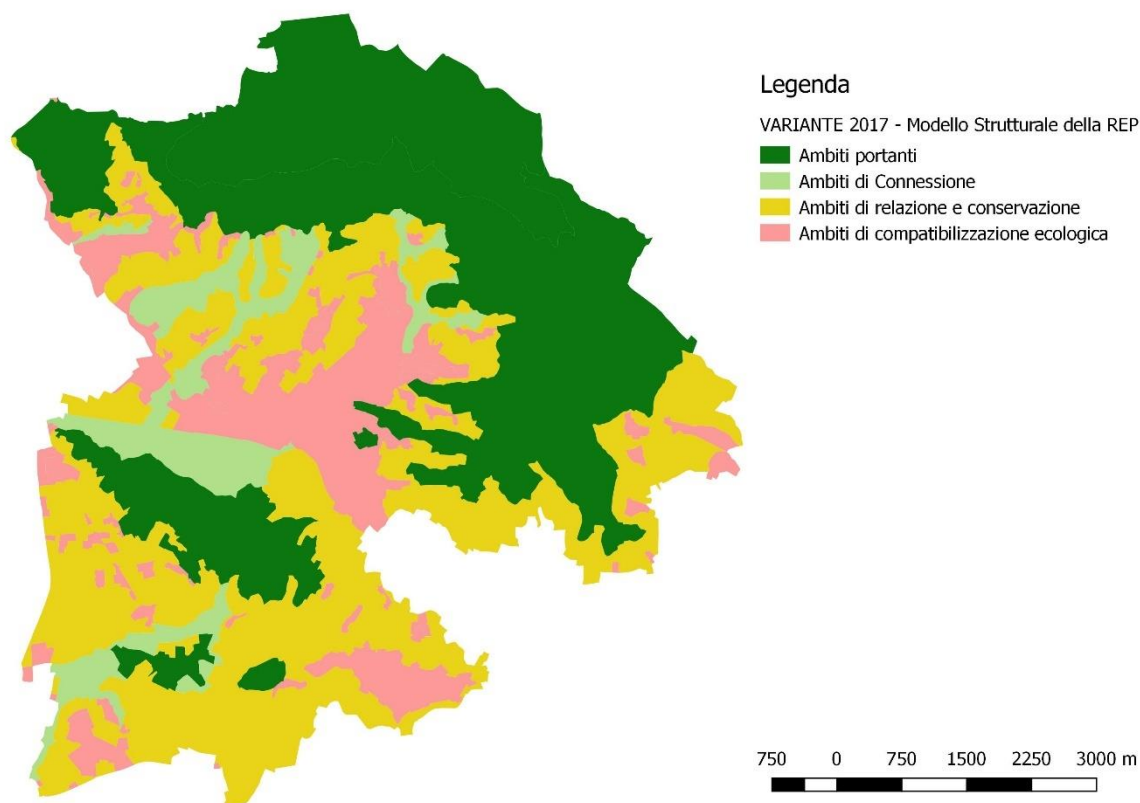 Legenda
VARIANTE 2017 - Modello Strutturale della REP
Ambiti portanti
Ambiti di Connessione
Ambiti di relazione e conservazione
Ambiti di compatibilizzazione ecologica
750 0 750 1500 2250 3000 m